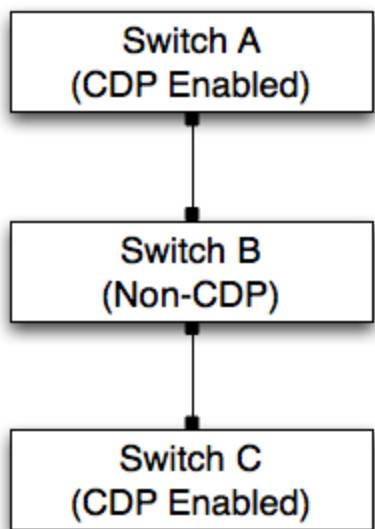 Switch A
(CDP Enabled)
Switch B
(Non-CDP)
Switch C
(CDP Enabled)